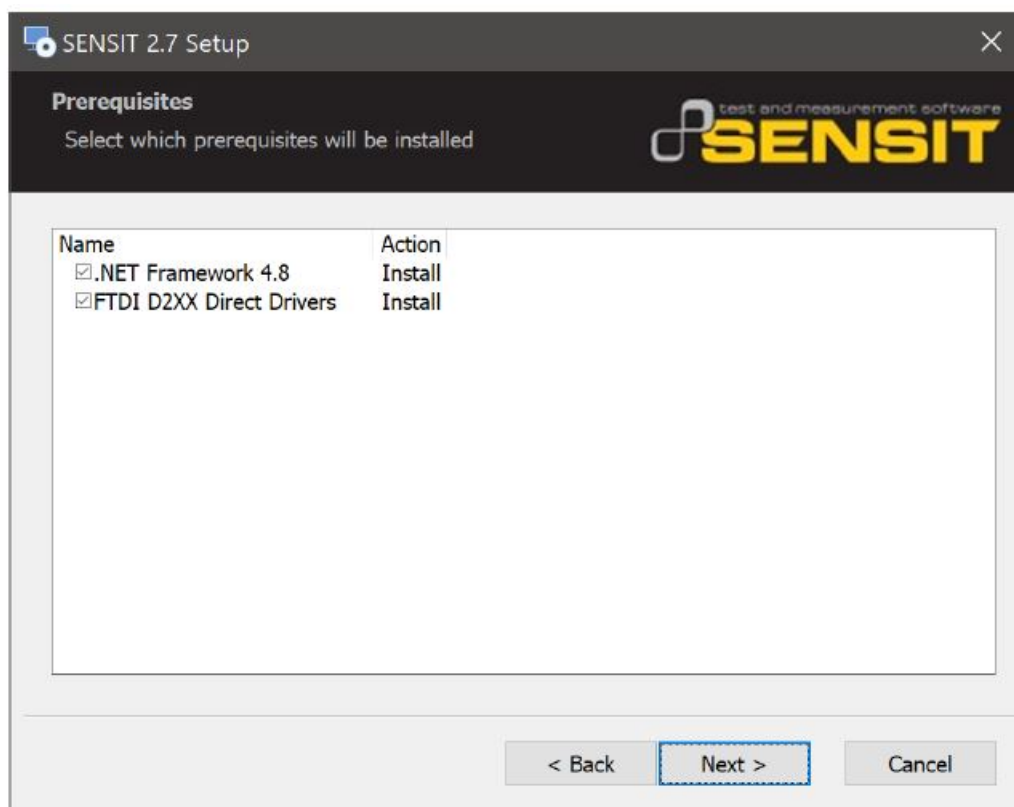 SENSIT 2.7 Setup
Prerequisites
Select which prerequisites will be installed
test and measurement software
SENSIT
Name Action
.NET Framework 4.8 Install
FTDI D2XX Direct Drivers Install
< Back Next > Cancel